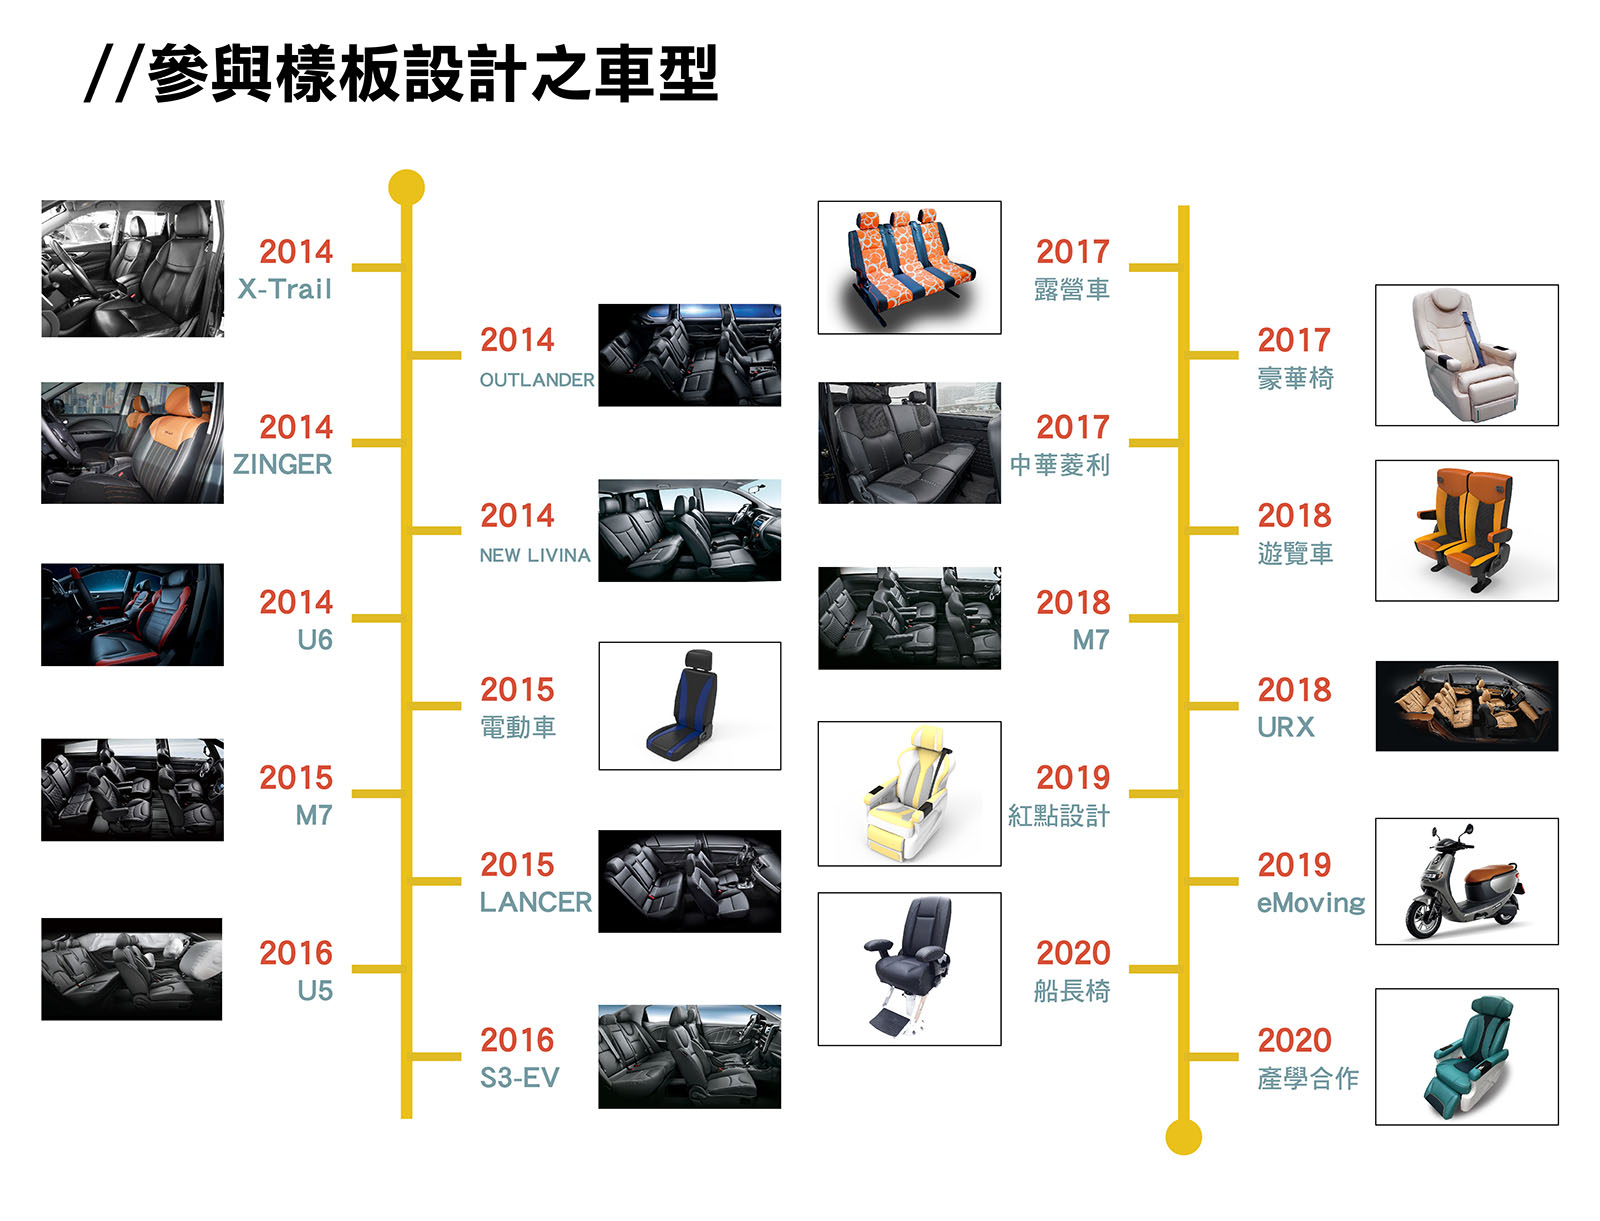 //參與樣板設計之車型
2014
X-Trail
2014
OUTLANDER
2014
ZINGER
2014
NEW LIVINA
2014
U6
2015
電動車
2015
M7
2015
LANCER
2016
U5
2016
S3-EV
2017
露營車
2017
豪華椅
2017
中華菱利
2018
遊覽車
2018
M7
2018
URX
2019
紅點設計
2019
eMoving
2020
船長椅
2020
產學合作